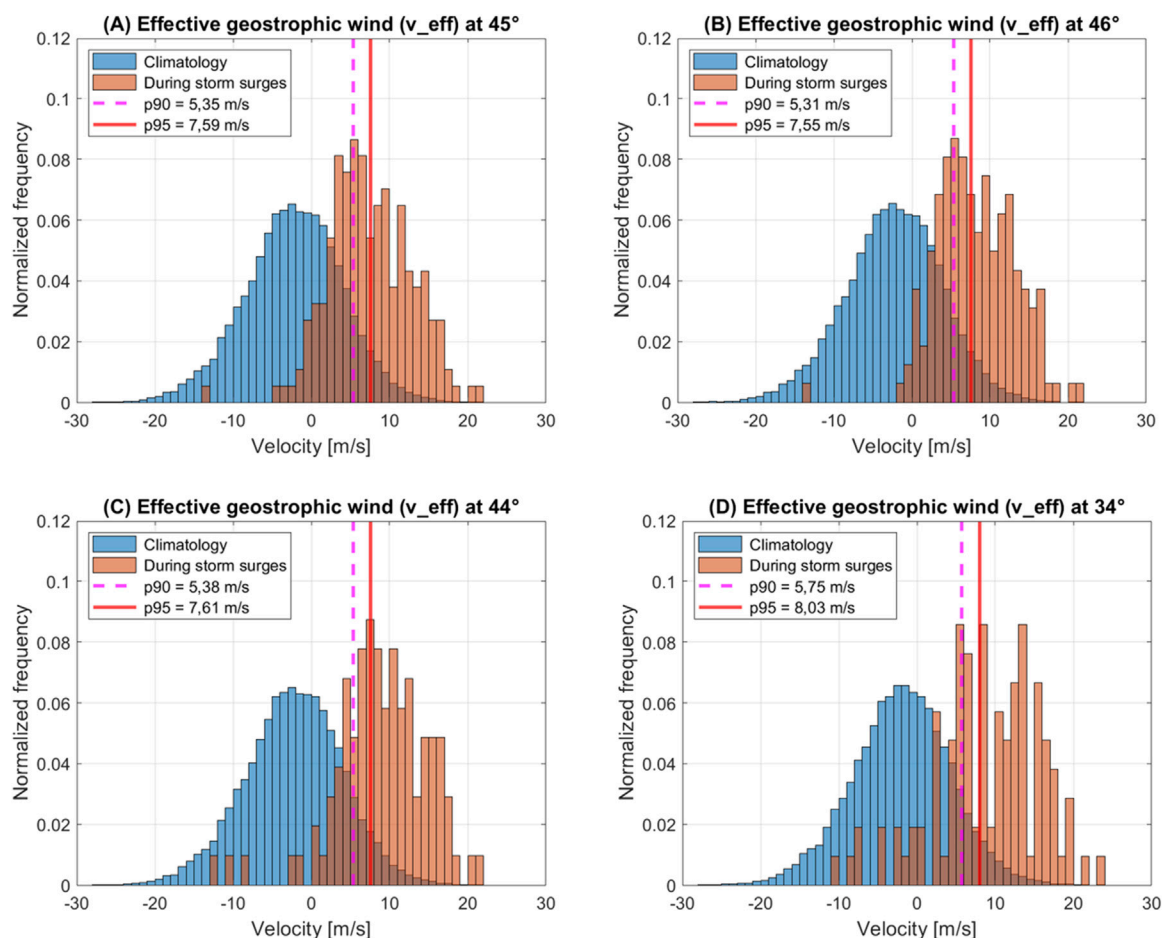 (A) Effective geostrophic wind (v_eff) at 45°
0.12
0.1
0.08
0.06
0.04
0.02
0
Normalized frequency
Climatology
During storm surges
p90 = 5,35 m/s
p95 = 7,59 m/s
-30 -20 -10 0 10 20 30
Velocity [m/s]
(B) Effective geostrophic wind (v_eff) at 46°
0.12
0.1
0.08
0.06
0.04
0.02
0
Normalized frequency
Climatology
During storm surges
p90 = 5,31 m/s
p95 = 7,55 m/s
-30 -20 -10 0 10 20 30
Velocity [m/s]
(C) Effective geostrophic wind (v_eff) at 44°
0.12
0.1
0.08
0.06
0.04
0.02
0
Normalized frequency
Climatology
During storm surges
p90 = 5,38 m/s
p95 = 7,61 m/s
-30 -20 -10 0 10 20 30
Velocity [m/s]
(D) Effective geostrophic wind (v_eff) at 34°
0.12
0.1
0.08
0.06
0.04
0.02
0
Normalized frequency
Climatology
During storm surges
p90 = 5,75 m/s
p95 = 8,03 m/s
-30 -20 -10 0 10 20 30
Velocity [m/s]